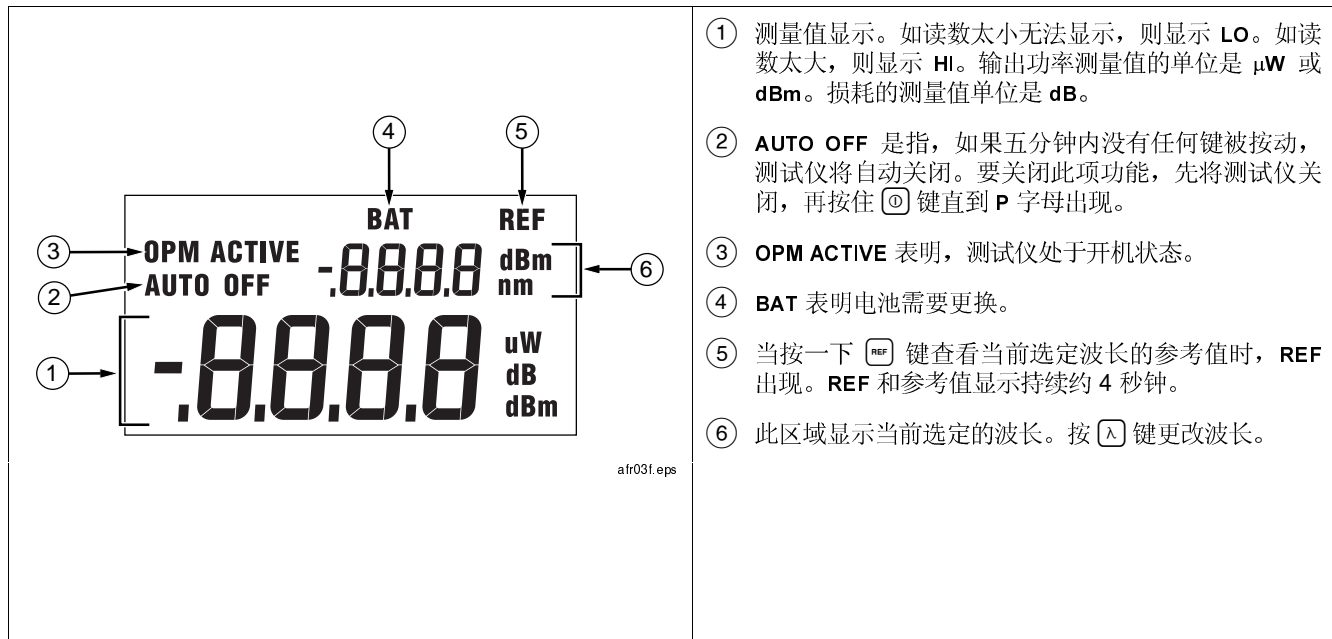 ④
⑤
BAT
REF
③
OPM ACTIVE
-.8.8.8.8
dBm
⑥
②
AUTO OFF
nm
①
-.8.8.8.8
uW
dB
dBm
afr03f.eps
① 测量值显示。如读数太小无法显示，则显示 LO。如读
数太大，则显示 HI。输出功率测量值的单位是 μW 或
dBm。损耗的测量值单位是 dB。
② AUTO OFF 是指，如果五分钟内没有任何键被按动，
测试仪将自动关闭。要关闭此项功能，先将测试仪关
闭，再按住 键直到 P 字母出现。
③ OPM ACTIVE 表明，测试仪处于开机状态。
④ BAT 表明电池需要更换。
⑤ 当按一下 REF 键查看当前选定波长的参考值时，REF
出现。REF 和参考值显示持续约 4 秒钟。
⑥ 此区域显示当前选定的波长。按 λ 键更改波长。